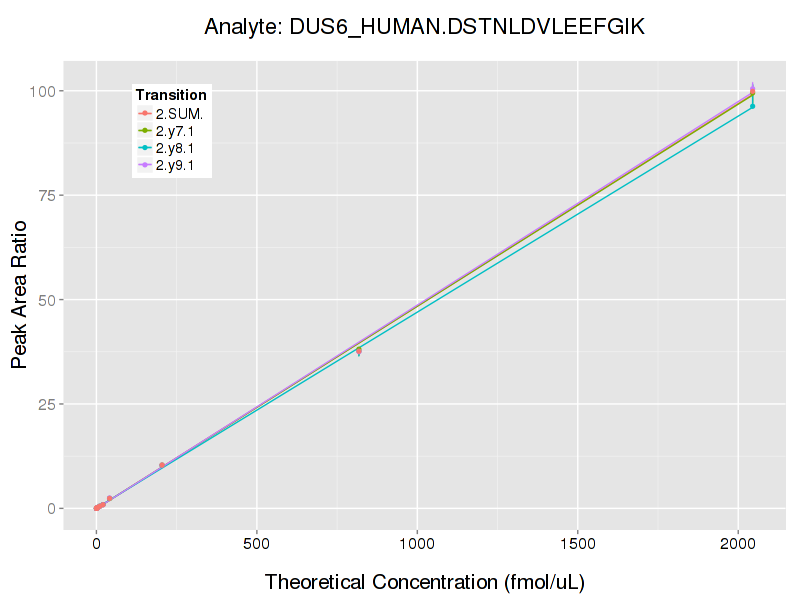 Analyte: DUS6_HUMAN.DSTNLDVLEEFGIK
Transition
2.SUM.
2.y7.1
2.y8.1
2.y9.1
100
75
50
25
0
Peak Area Ratio
0 500 1000 1500 2000
Theoretical Concentration (fmol/uL)